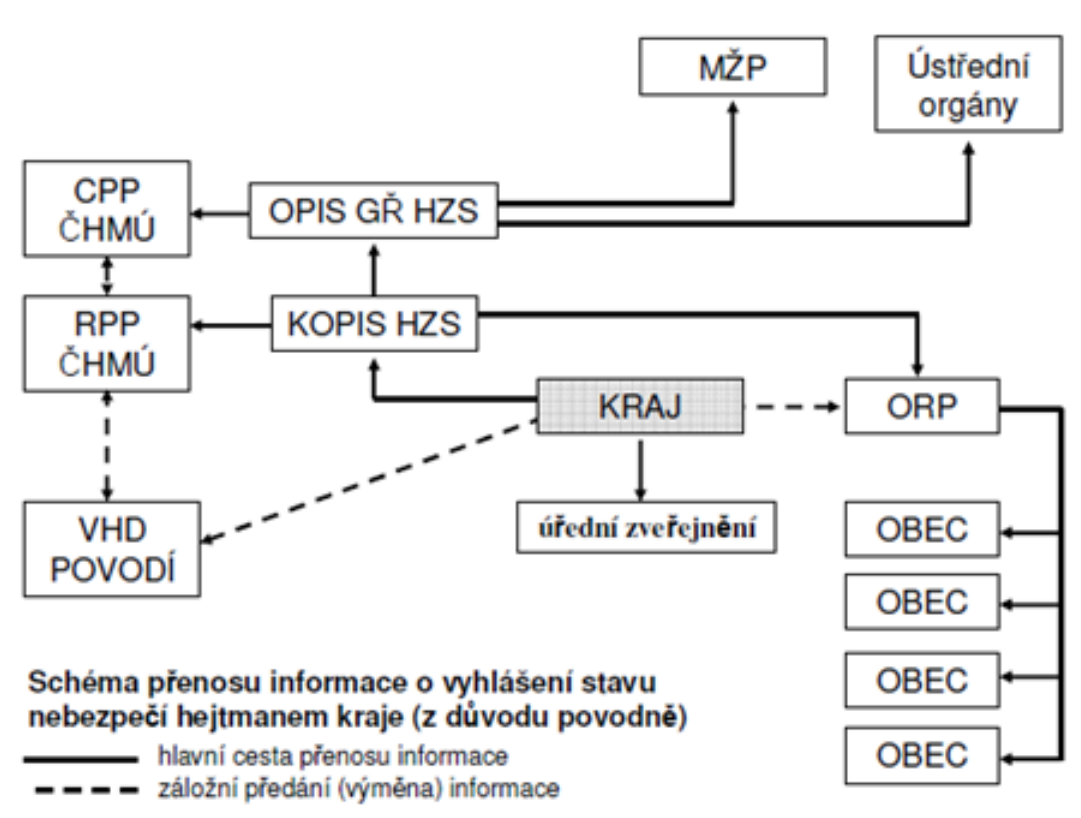 MŽP
Ústřední
orgány
CPP
ČHMÚ
OPIS GŘ HZS
RPP
ČHMÚ
KOPIS HZS
KRAJ
ORP
VHD
POVODÍ
úřední zveřejnění
OBEC
OBEC
OBEC
OBEC
Schéma přenosu informace o vyhlášení stavu
nebezpečí hejtmanem kraje (z důvodu povodně)
hlavní cesta přenosu informace
záložní předání (výměna) informace